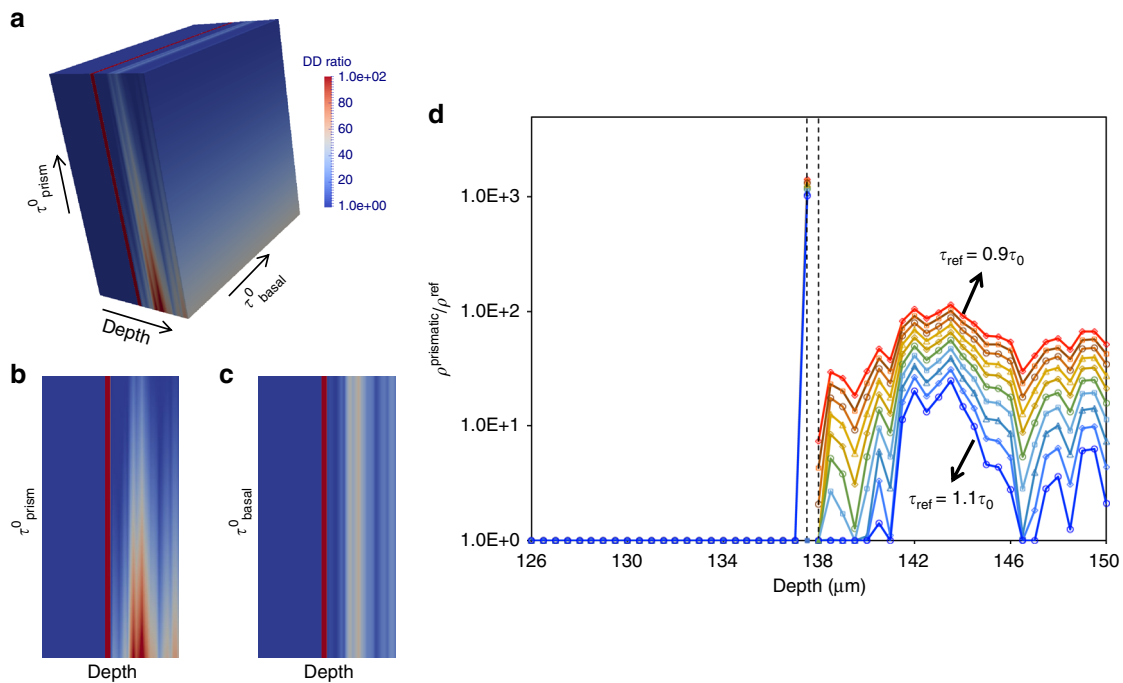 a
DD ratio
1.0e+02
80
60
40
20
1.0e+00
τ⁰prism
Depth
τ⁰basal
b
τ⁰prism
Depth
c
τ⁰basal
Depth
d
ρ^prismatic/ρ^ref
1.0E+3
1.0E+2
1.0E+1
1.0E+0
τref = 0.9τ0
τref = 1.1τ0
126
130
134
138
142
146
150
Depth (μm)